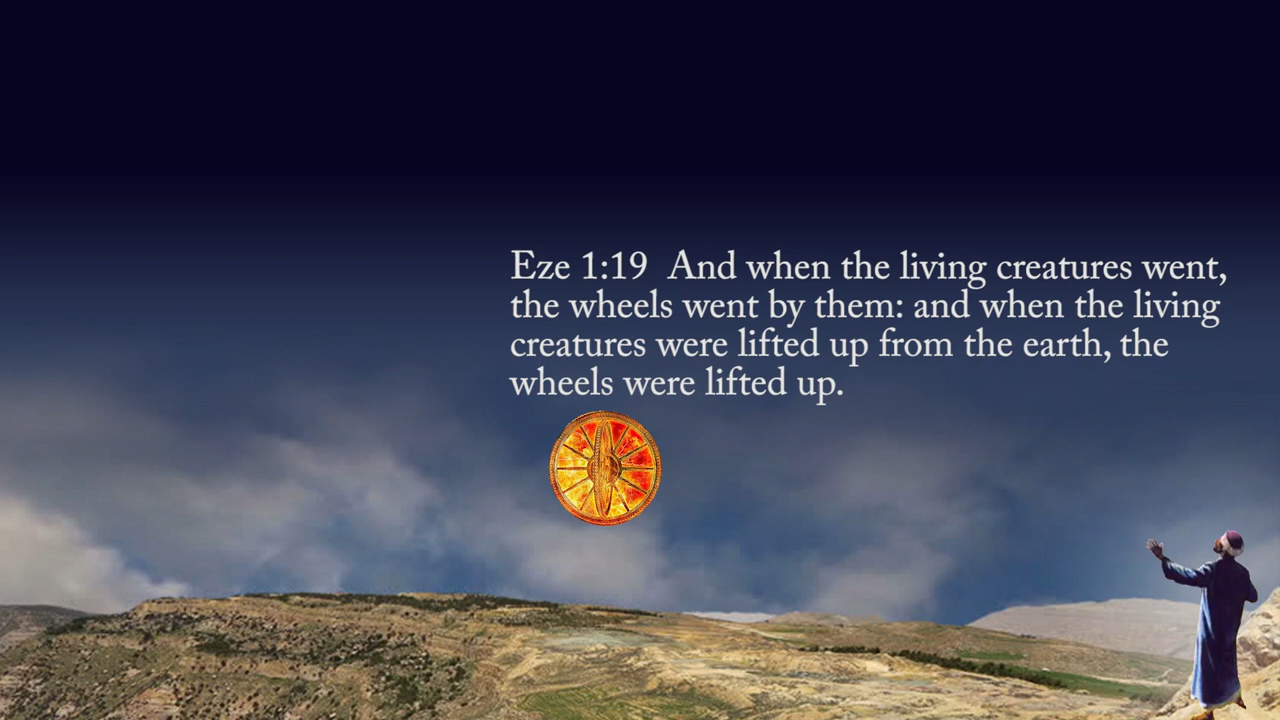 Eze 1:19  And when the living creatures went,
the wheels went by them: and when the living
creatures were lifted up from the earth, the
wheels were lifted up.